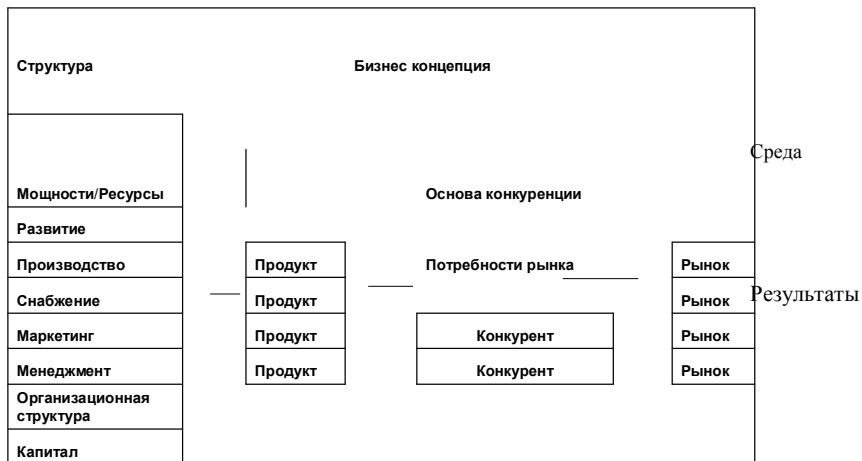 Структура Бизнес концепция
Среда
Мощности/Ресурсы Основа конкуренции
Развитие
Производство Продукт Потребности рынка Рынок
Снабжение Продукт Рынок Результаты
Маркетинг Продукт Конкурент Рынок
Менеджмент Продукт Конкурент Рынок
Организационная
структура
Капитал